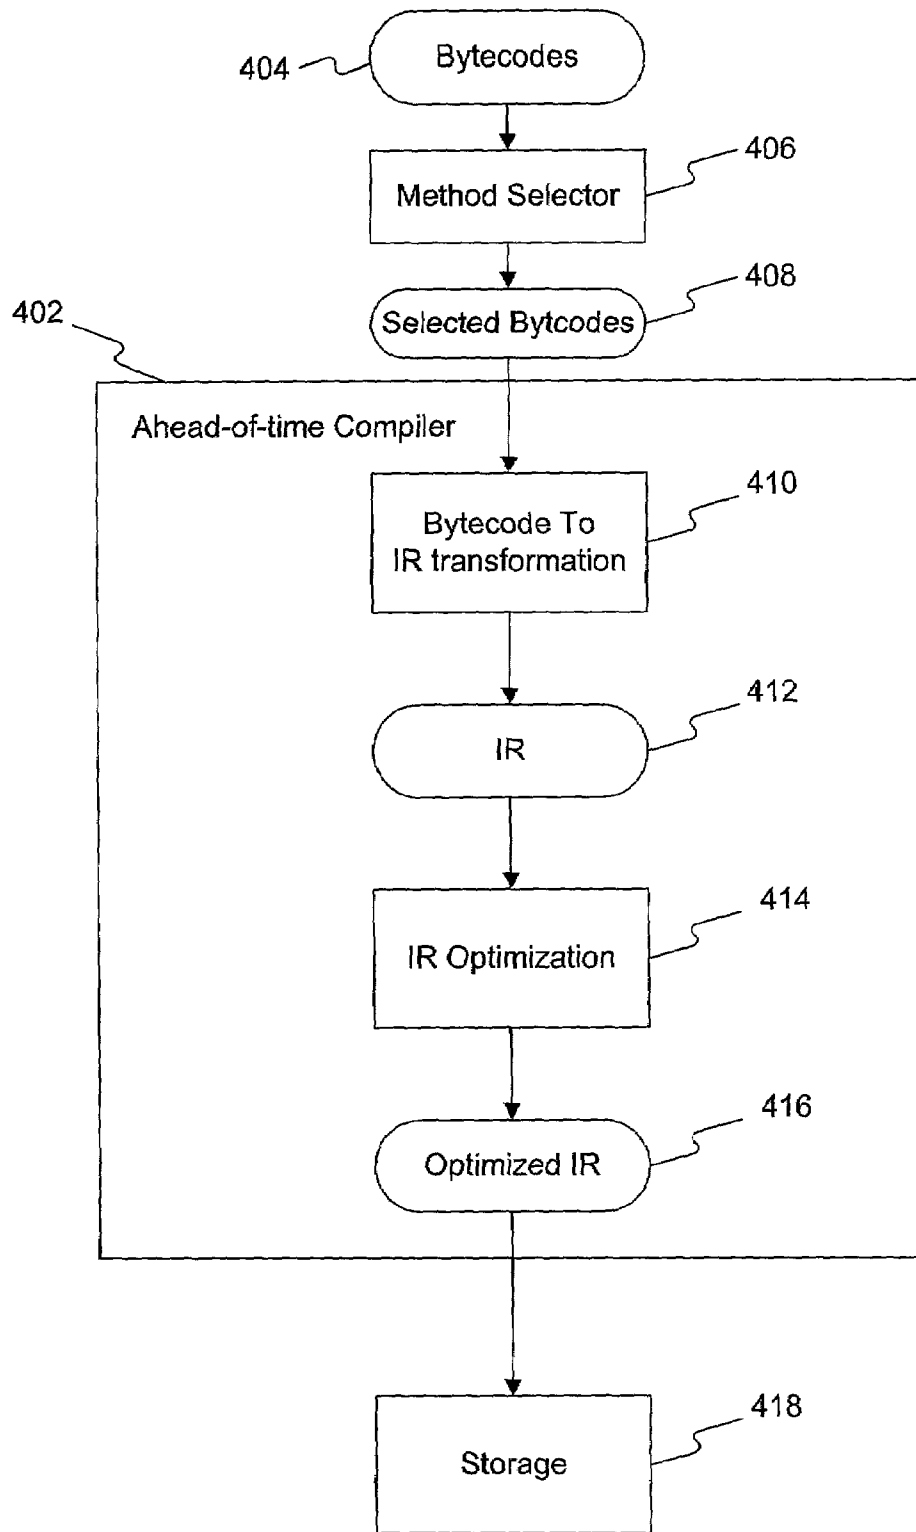 Bytecodes
404
406
Method Selector
408
Selected Bytcodes
402
Ahead-of-time Compiler
410
Bytecode To
IR transformation
412
IR
414
IR Optimization
416
Optimized IR
418
Storage